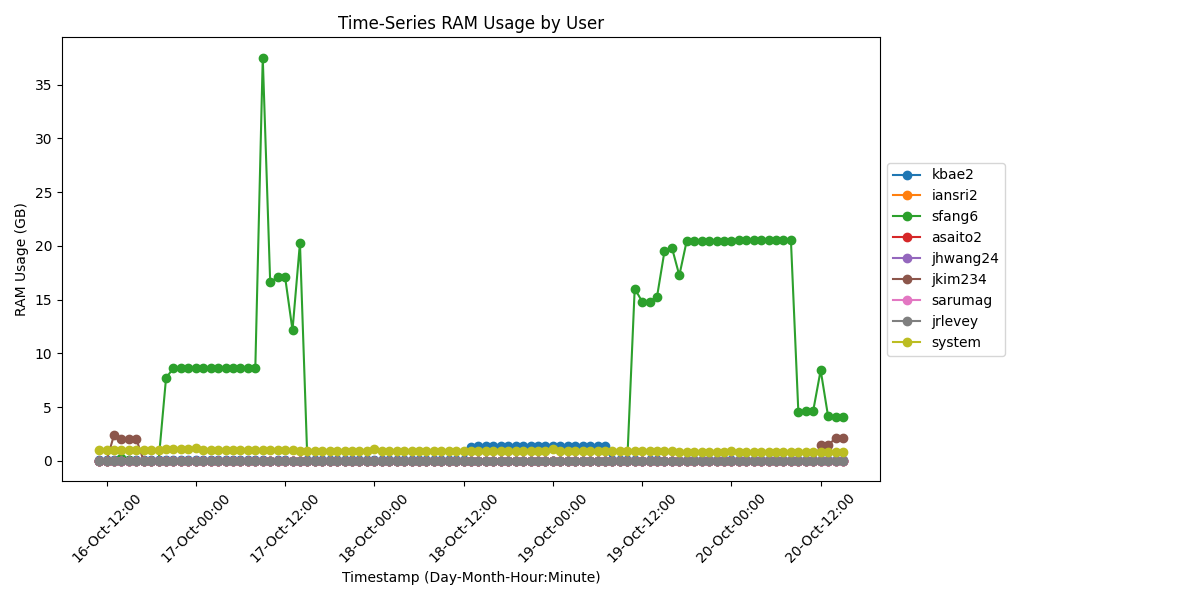 Time-Series RAM Usage by User
RAM Usage (GB)
35
30
25
20
15
10
5
0
16-Oct-12:00
17-Oct-00:00
17-Oct-12:00
18-Oct-00:00
18-Oct-12:00
19-Oct-00:00
19-Oct-12:00
20-Oct-00:00
20-Oct-12:00
Timestamp (Day-Month-Hour:Minute)
kbae2
iansri2
sfang6
asaito2
jhwang24
jkim234
sarumag
jrlevey
system